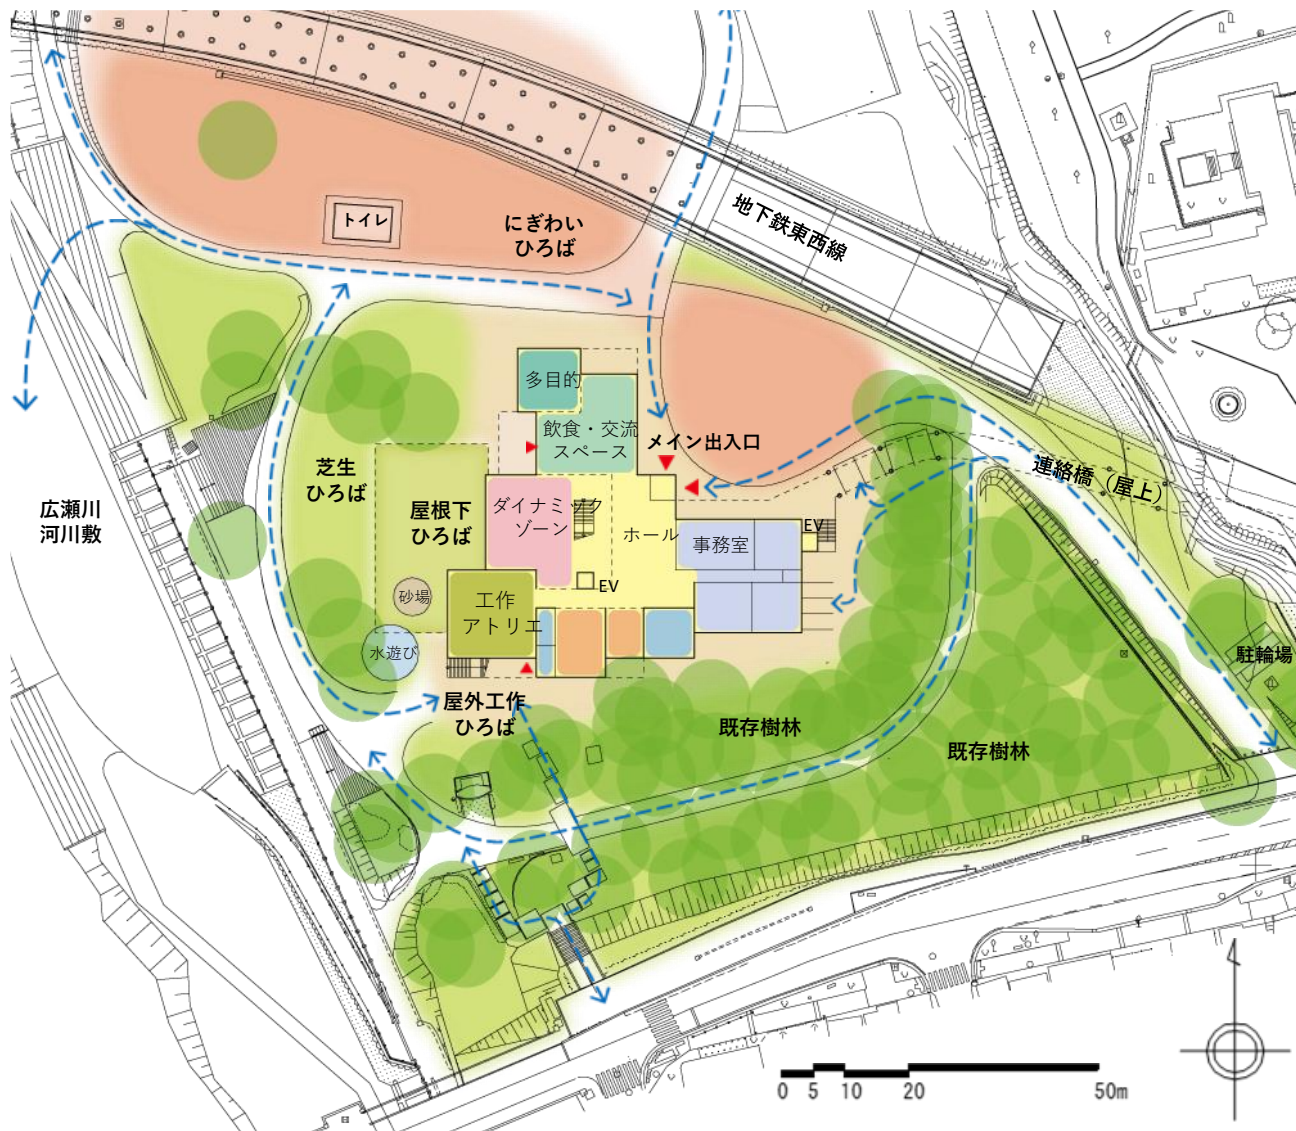 トイレ
にぎわい
ひろば
地下鉄東西線
多目的
飲食・交流
スペース
メイン出入口
芝生
ひろば
屋根下
ひろば
ダイナミック
ゾーン
ホール
事務室
EV
連絡橋（屋上）
広瀬川
河川敷
EV
砂場
工作
アトリエ
水遊び
駐輪場
屋外工作
ひろば
既存樹林
既存樹林
0 5 10 20 50m